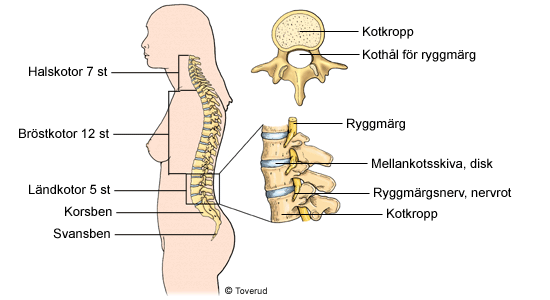 Halskotor 7 st
Bröstkotor 12 st
Ländkotor 5 st
Korsben
Svansben
Kotkropp
Kothål för ryggmärg
Ryggmärg
Mellankotsskiva, disk
Ryggmärgsnerv, nervrot
Kotkropp
© Toverud